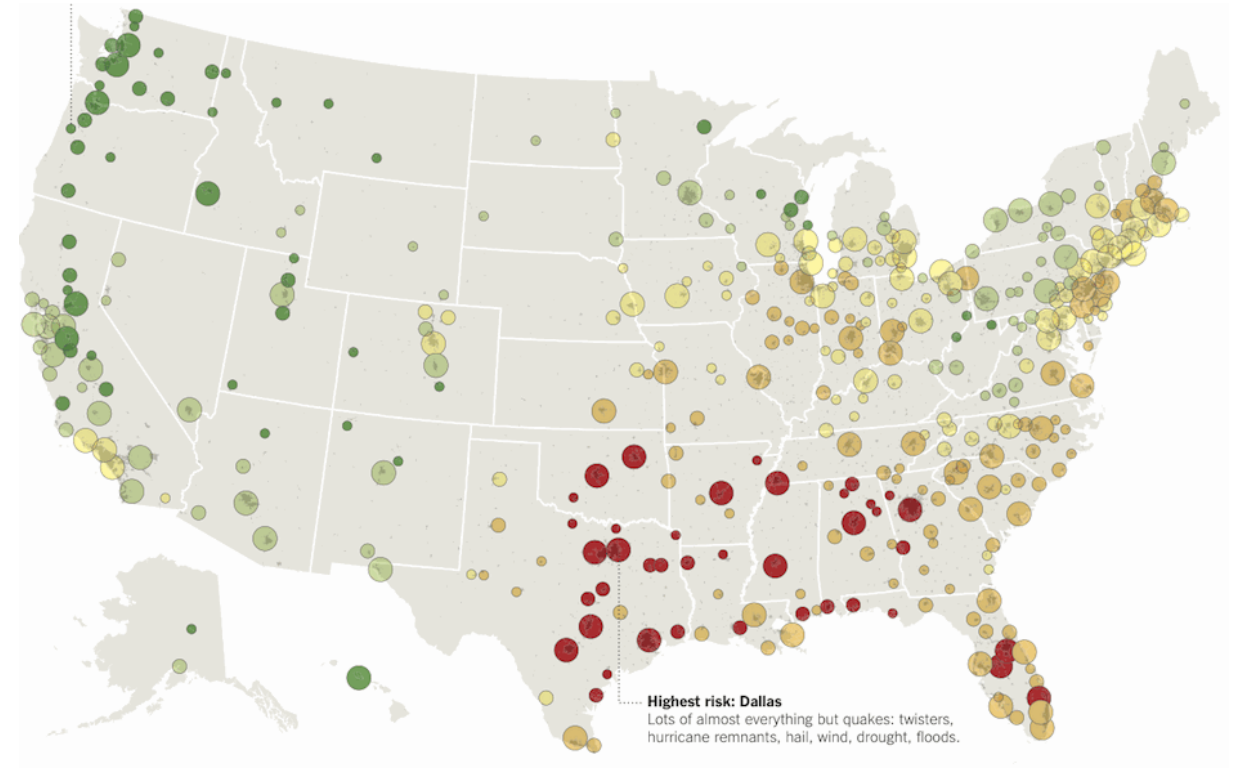 Highest risk: Dallas
Lots of almost everything but quakes: twisters,
hurricane remnants, hail, wind, drought, floods.